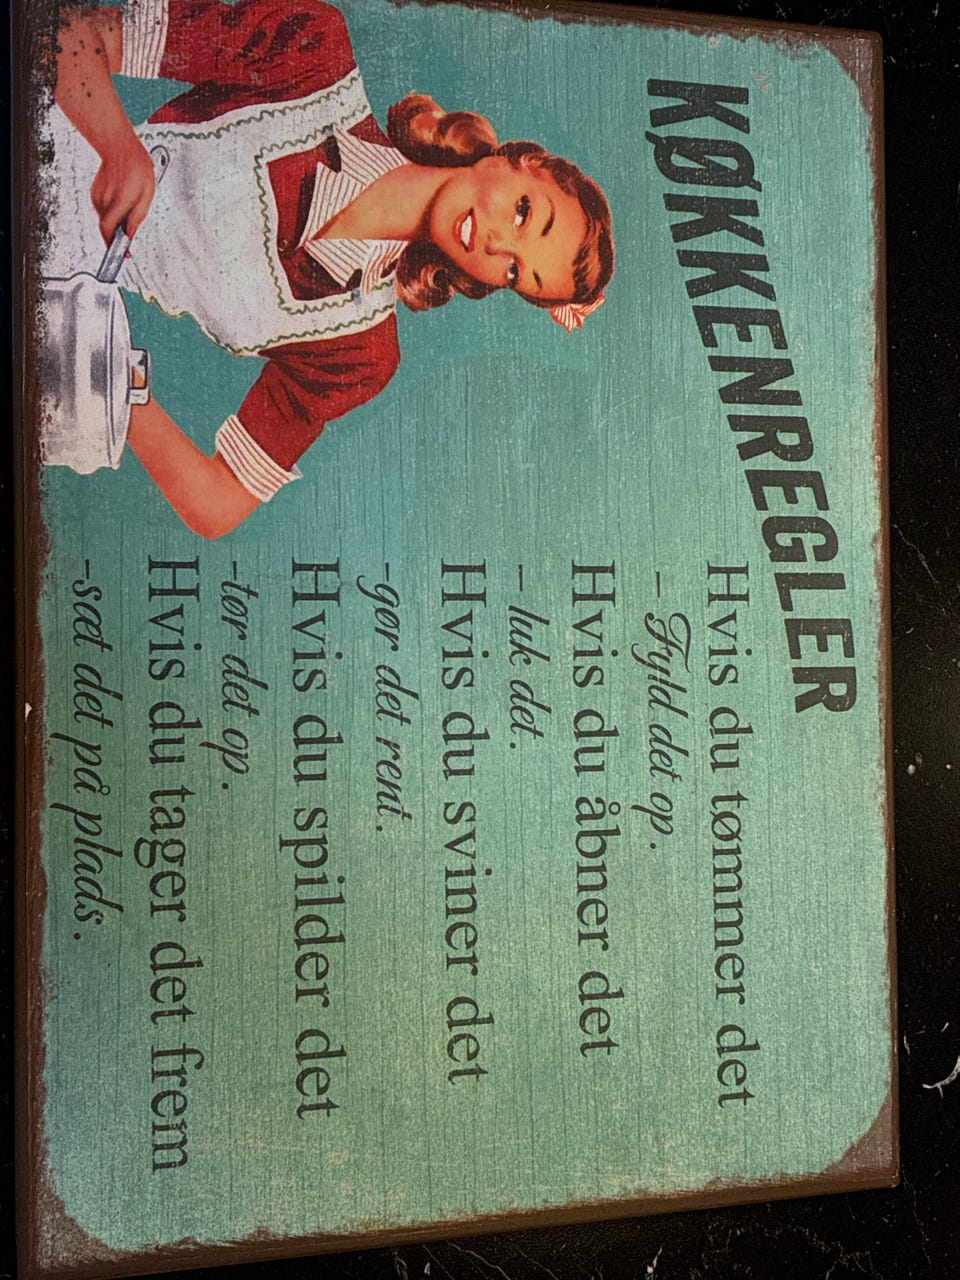 KØKKENREGLER
Hvis du tømmer det
- Fyld det op.
Hvis du åbner det
- luk det.
Hvis du sviner det
-gør det rent.
Hvis du spilder det
-tør det op.
Hvis du tager det frem
-sæt det på plads.